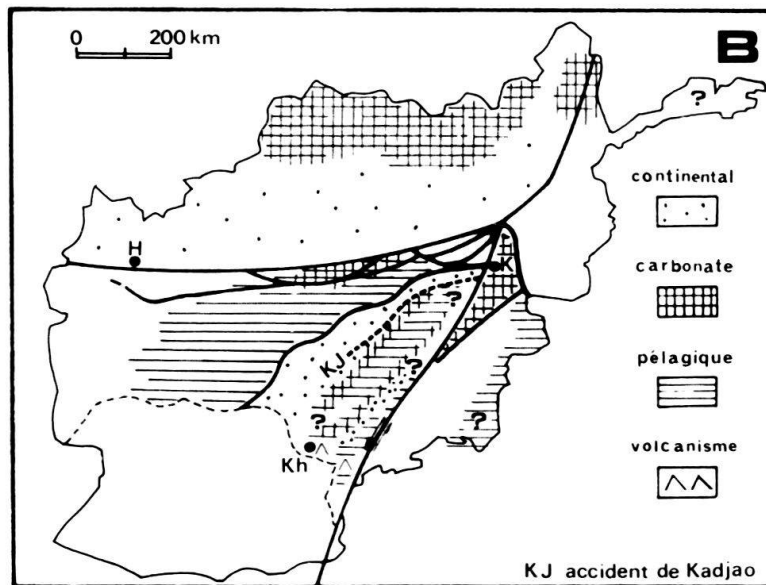 0 200 km
B
?
continental
H
K
carbonate
?
KJ
?
pélagique
?
?
volcanisme
Kh
KJ accident de Kadjao